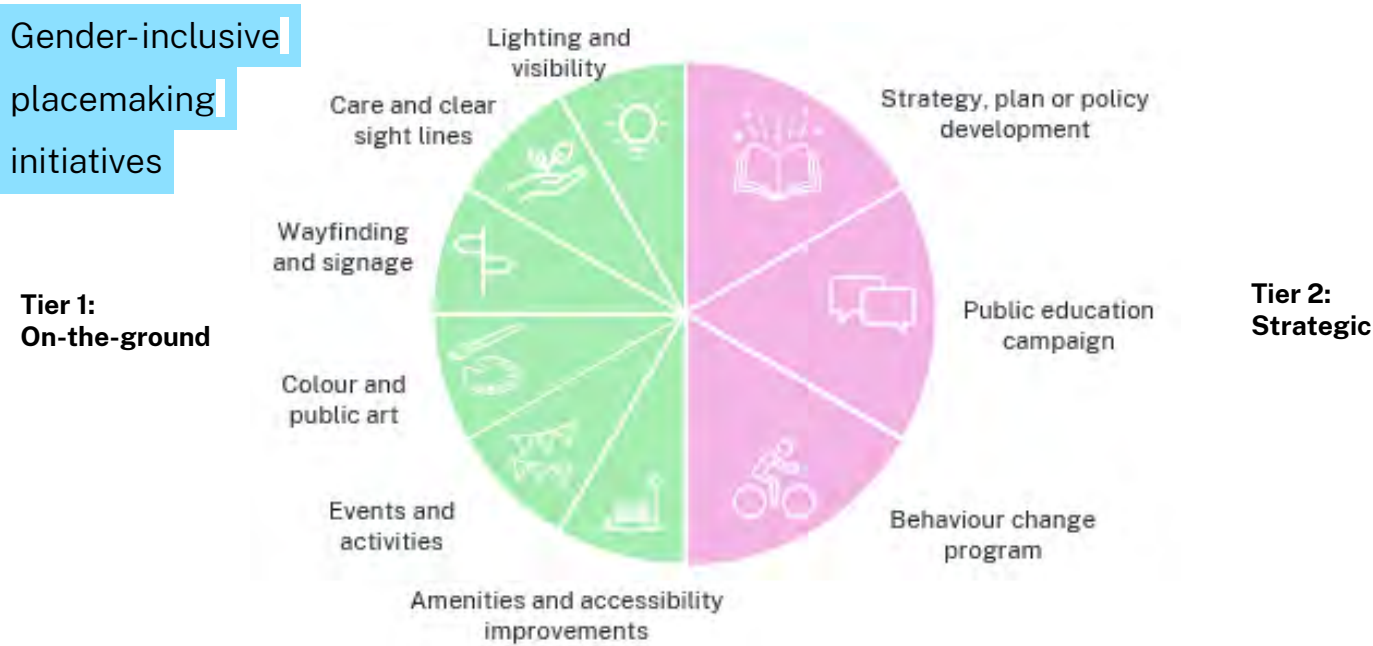 Gender-inclusive
placemaking
initiatives
Lighting and
visibility
Care and clear
sight lines
Wayfinding
and signage
Tier 1:
On-the-ground
Colour and
public art
Events and
activities
Amenities and accessibility
improvements
Strategy, plan or policy
development
Public education
campaign
Tier 2:
Strategic
Behaviour change
program